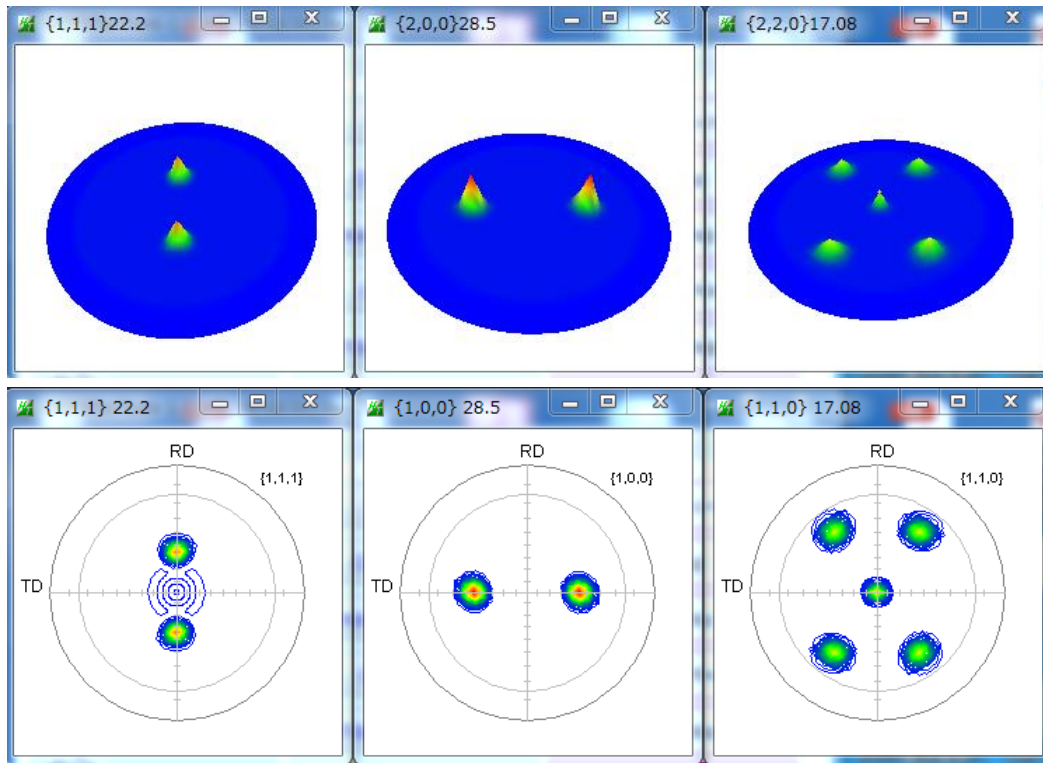 {1,1,1}22.2
{2,0,0}28.5
{2,2,0}17.08
{1,1,1} 22.2
{1,0,0} 28.5
{1,1,0} 17.08
RD
{1,1,1}
TD
RD
{1,0,0}
TD
RD
{1,1,0}
TD